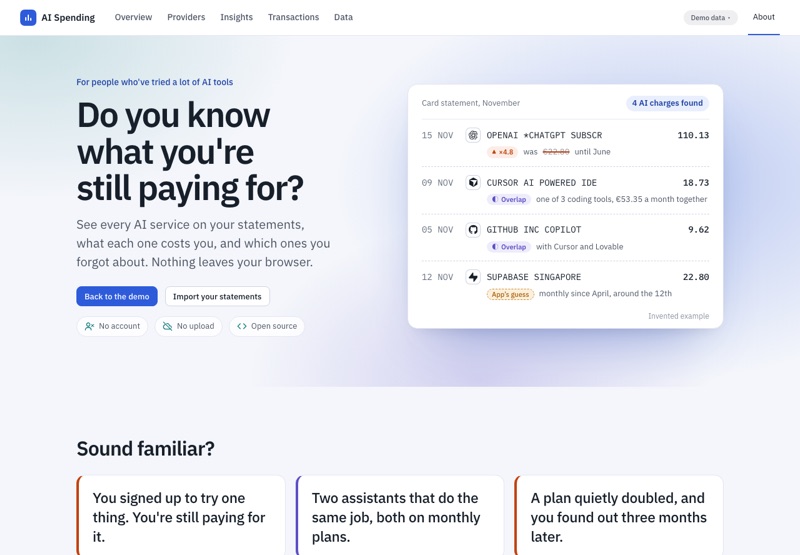 AI Spending
Overview
Providers
Insights
Transactions
Data
Demo data
About
For people who've tried a lot of AI tools
Do you know
what you're
still paying for?
See every AI service on your statements,
what each one costs you, and which ones you
forgot about. Nothing leaves your browser.
Back to the demo
Import your statements
No account
No upload
Open source
Card statement, November
4 AI charges found
15 NOV OPENAI *CHATGPT SUBSCR 110.13
▲ ×4.8 was €22.80 until June
09 NOV CURSOR AI POWERED IDE 18.73
Overlap one of 3 coding tools, €53.35 a month together
05 NOV GITHUB INC COPILOT 9.62
Overlap with Cursor and Lovable
12 NOV SUPABASE SINGAPORE 22.80
App's guess monthly since April, around the 12th
Invented example
Sound familiar?
You signed up to try one
thing. You're still paying for
it.
Two assistants that do the
same job, both on monthly
plans.
A plan quietly doubled, and
you found out three months
later.